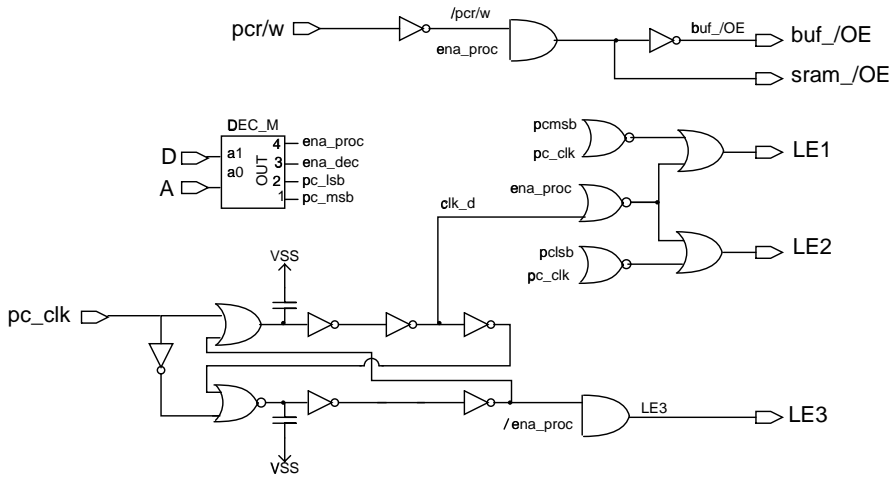 /pcr/w
pcr/w
ena_proc
buf_/OE
buf_/OE
sram_/OE
DEC_M
D
A
a1
a0
OUT
4
3
2
1
ena_proc
ena_dec
pc_lsb
pc_msb
pcmsb
pc_clk
LE1
ena_proc
clk_d
pclsb
pc_clk
LE2
VSS
pc_clk
VSS
/ena_proc
LE3
LE3